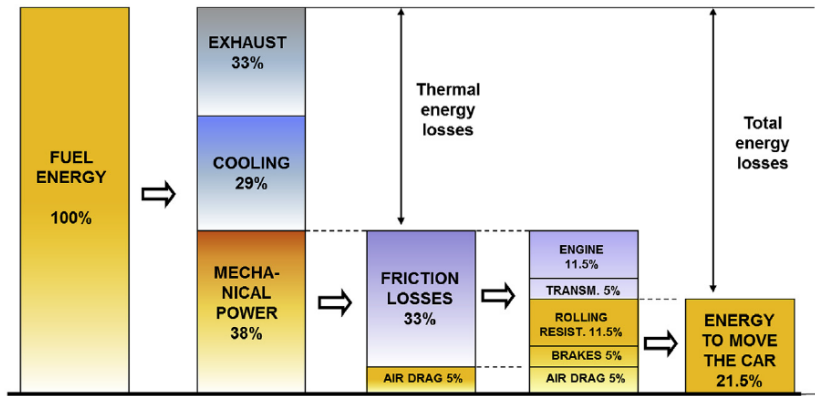 FUEL
ENERGY
100%
EXHAUST
33%
COOLING
29%
MECHA-
NICAL
POWER
38%
Thermal
energy
losses
FRICTION
LOSSES
33%
AIR DRAG 5%
ENGINE
11.5%
TRANSM. 5%
ROLLING
RESIST. 11.5%
BRAKES 5%
AIR DRAG 5%
Total
energy
losses
ENERGY
TO MOVE
THE CAR
21.5%